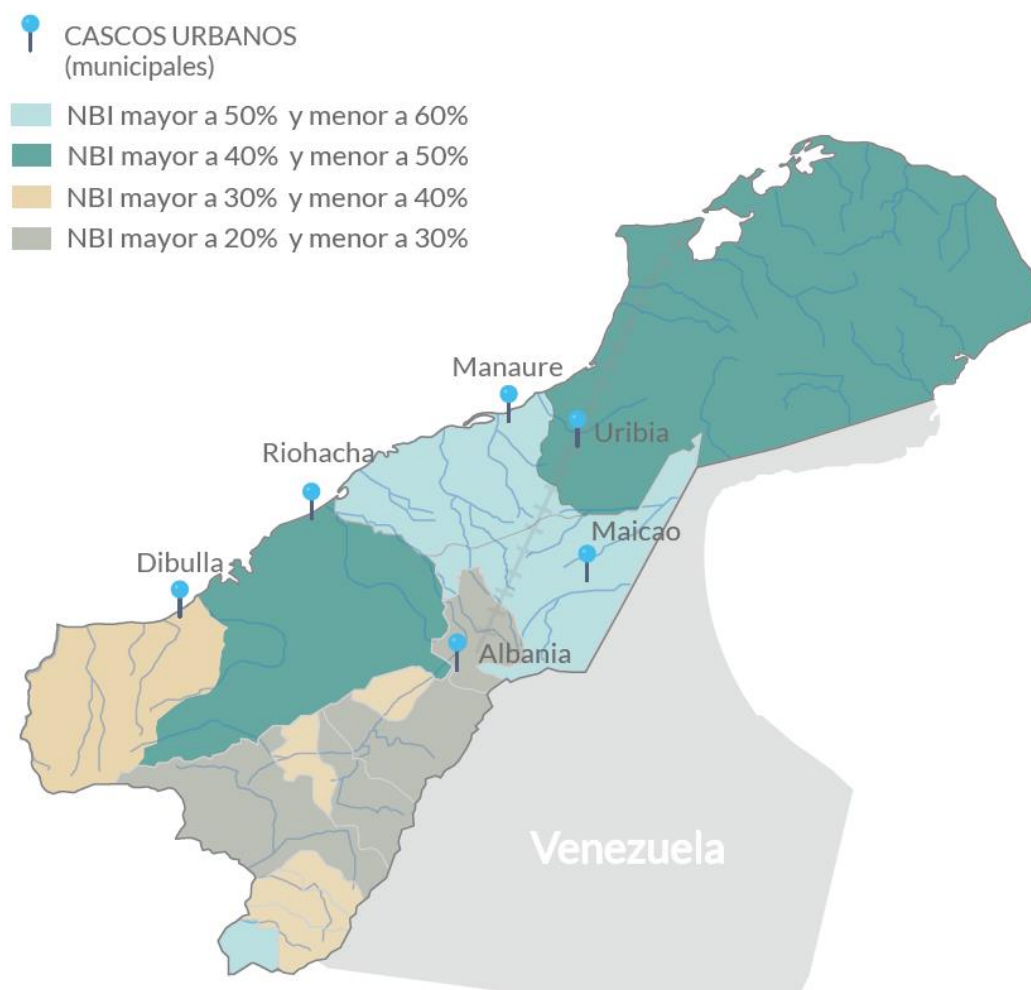 CASCOS URBANOS
(municipales)
NBI mayor a 50% y menor a 60%
NBI mayor a 40% y menor a 50%
NBI mayor a 30% y menor a 40%
NBI mayor a 20% y menor a 30%
Manaure
Uribia
Riohacha
Maicao
Dibulla
Albania
Venezuela